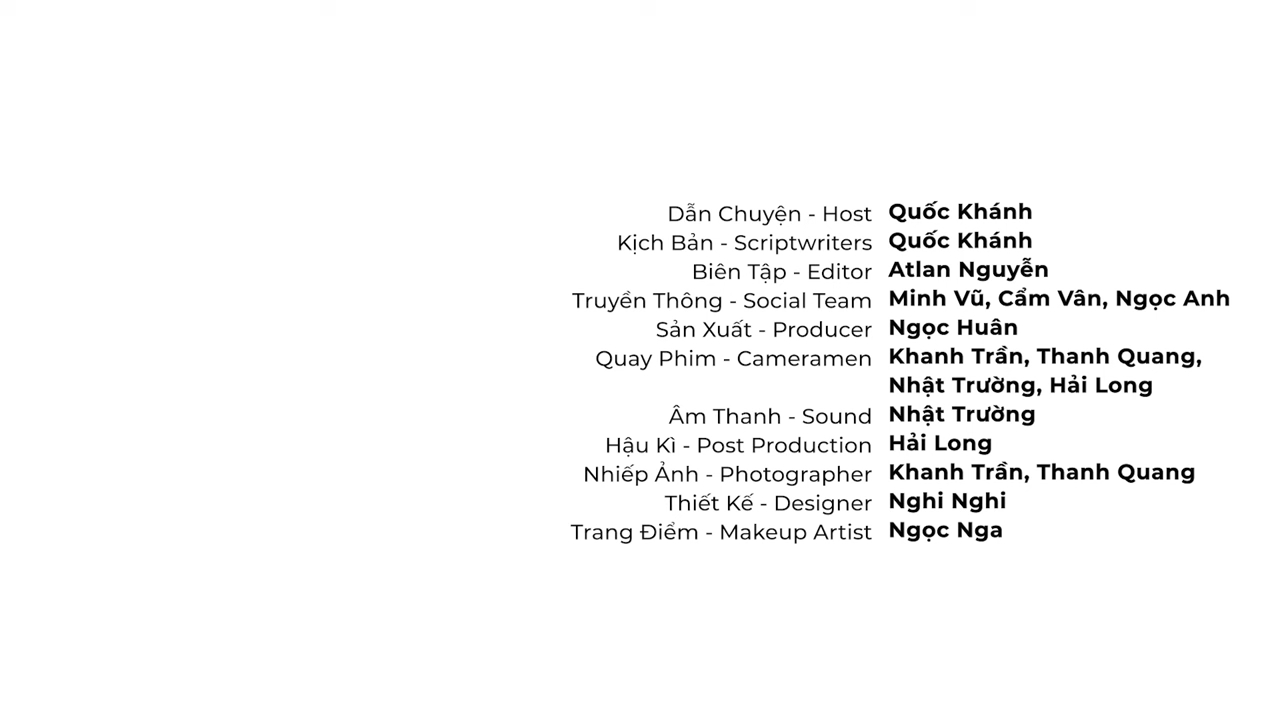 Dẫn Chuyện - Host Quốc Khánh
Kịch Bản - Scriptwriters Quốc Khánh
Biên Tập - Editor Atlan Nguyễn
Truyền Thông - Social Team Minh Vũ, Cẩm Vân, Ngọc Anh
Sản Xuất - Producer Ngọc Huân
Quay Phim - Cameramen Khanh Trần, Thanh Quang,
Nhật Trường, Hải Long
Âm Thanh - Sound Nhật Trường
Hậu Kì - Post Production Hải Long
Nhiếp Ảnh - Photographer Khanh Trần, Thanh Quang
Thiết Kế - Designer Nghi Nghi
Trang Điểm - Makeup Artist Ngọc Nga